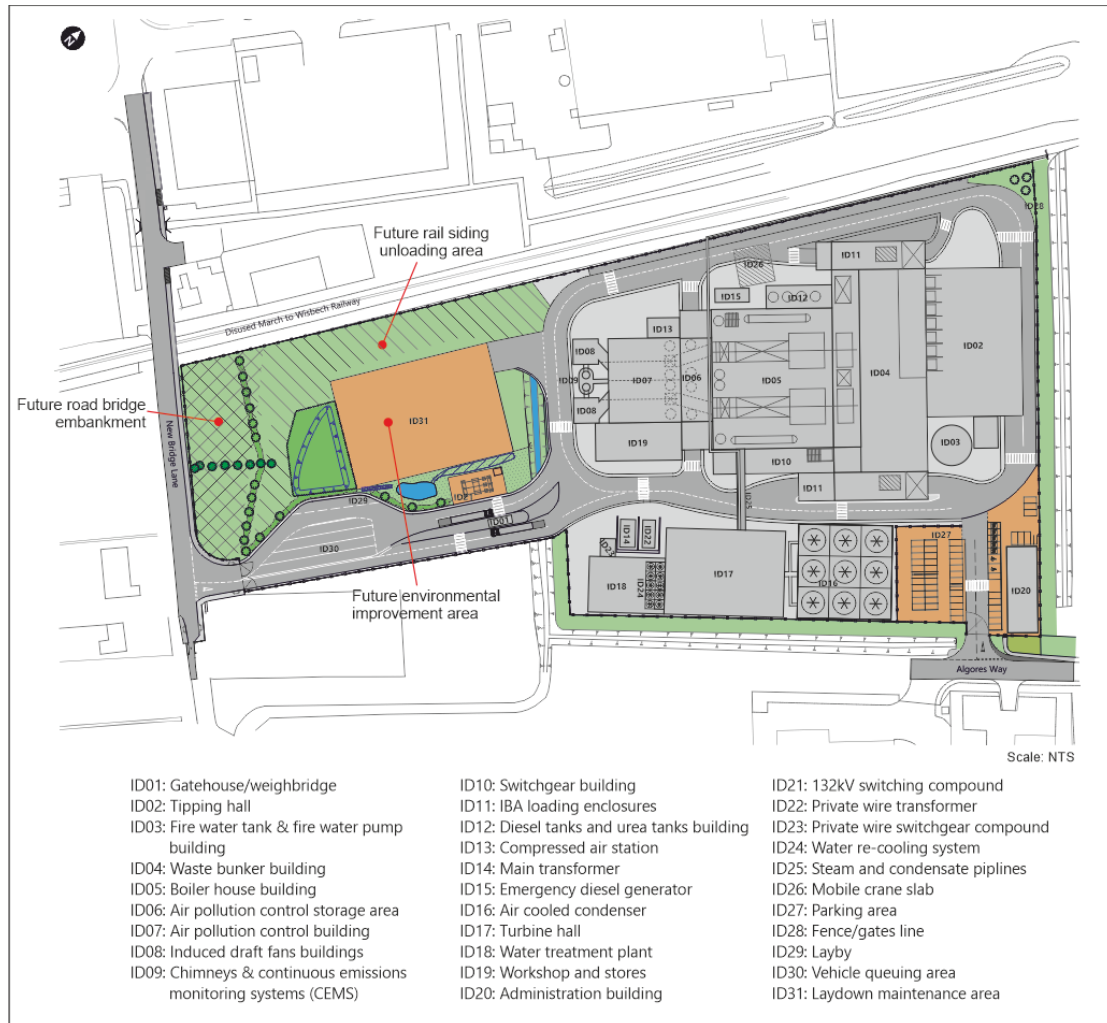 N
Future rail siding
unloading area
Disused March to Wisbech Railway
Future road bridge
embankment
New Bridge Lane
ID31
ID29
ID30
ID01
Future environmental
improvement area
ID28
ID11
ID26
ID15
ID12
ID13
ID08
ID09
ID07
ID06
ID05
ID04
ID02
ID08
ID19
ID10
ID03
ID11
ID25
ID14
ID22
ID23
ID18
ID24
ID17
ID16
ID27
ID20
Algores Way
Scale: NTS
ID01: Gatehouse/weighbridge
ID02: Tipping hall
ID03: Fire water tank & fire water pump
building
ID04: Waste bunker building
ID05: Boiler house building
ID06: Air pollution control storage area
ID07: Air pollution control building
ID08: Induced draft fans buildings
ID09: Chimneys & continuous emissions
monitoring systems (CEMS)
ID10: Switchgear building
ID11: IBA loading enclosures
ID12: Diesel tanks and urea tanks building
ID13: Compressed air station
ID14: Main transformer
ID15: Emergency diesel generator
ID16: Air cooled condenser
ID17: Turbine hall
ID18: Water treatment plant
ID19: Workshop and stores
ID20: Administration building
ID21: 132kV switching compound
ID22: Private wire transformer
ID23: Private wire switchgear compound
ID24: Water re-cooling system
ID25: Steam and condensate piplines
ID26: Mobile crane slab
ID27: Parking area
ID28: Fence/gates line
ID29: Layby
ID30: Vehicle queuing area
ID31: Laydown maintenance area